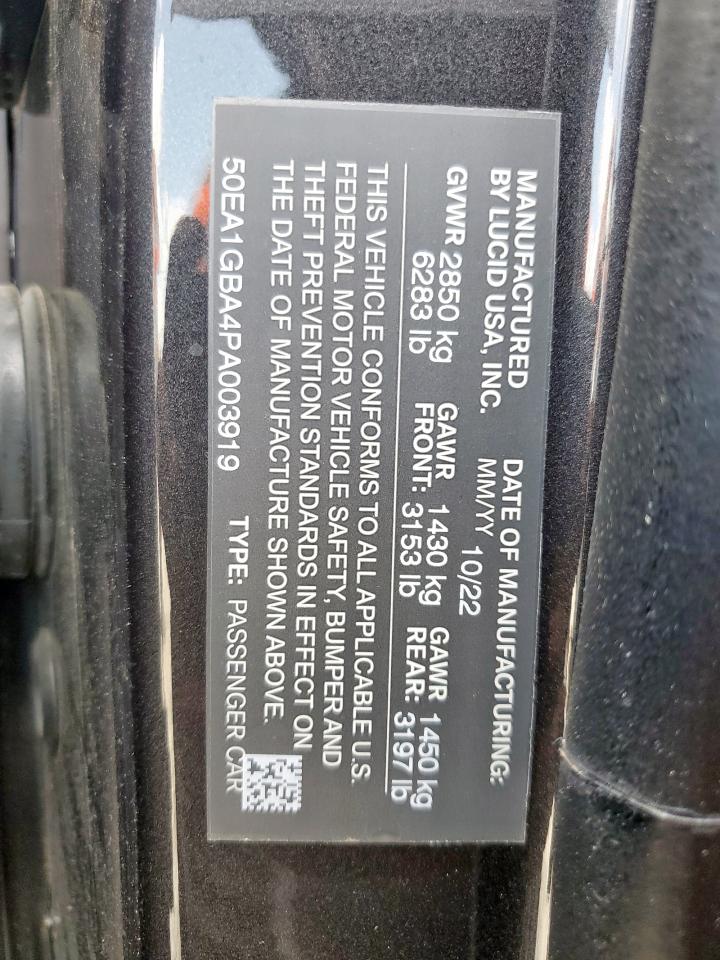 MANUFACTURED
BY LUCID USA, INC.
DATE OF MANUFACTURING:
MM/YY 10/22
GVWR 2850 kg
6283 lb
GAWR 1430 kg
FRONT: 3153 lb
GAWR 1450 kg
REAR: 3197 lb
THIS VEHICLE CONFORMS TO ALL APPLICABLE U.S.
FEDERAL MOTOR VEHICLE SAFETY, BUMPER AND
THEFT PREVENTION STANDARDS IN EFFECT ON
THE DATE OF MANUFACTURE SHOWN ABOVE.
50EA1GBA4PA003919 TYPE: PASSENGER CAR